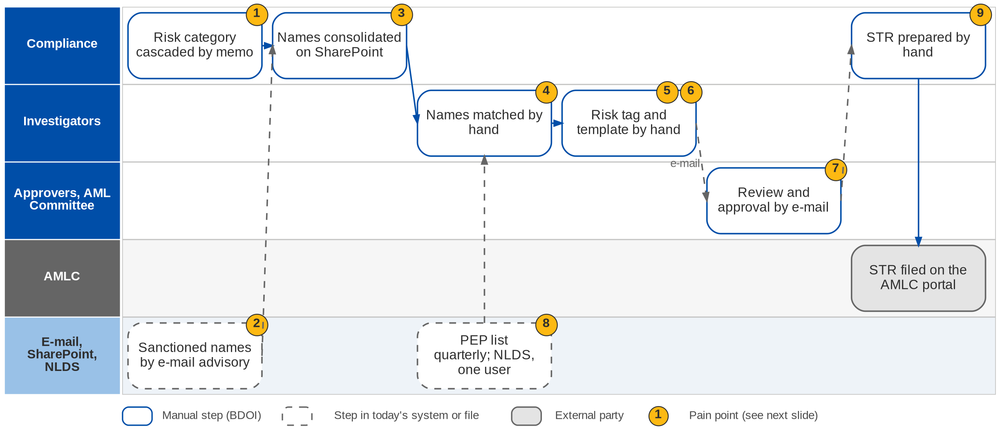 Compliance
1
Risk category
cascaded by memo
3
Names consolidated
on SharePoint
9
STR prepared by
hand
Investigators
4
Names matched by
hand
5
6
Risk tag and
template by hand
e-mail
Approvers, AML
Committee
7
Review and
approval by e-mail
AMLC
STR filed on the
AMLC portal
E-mail,
SharePoint,
NLDS
2
Sanctioned names
by e-mail advisory
8
PEP list
quarterly; NLDS,
one user
Manual step (BDOI)
Step in today's system or file
External party
1
Pain point (see next slide)